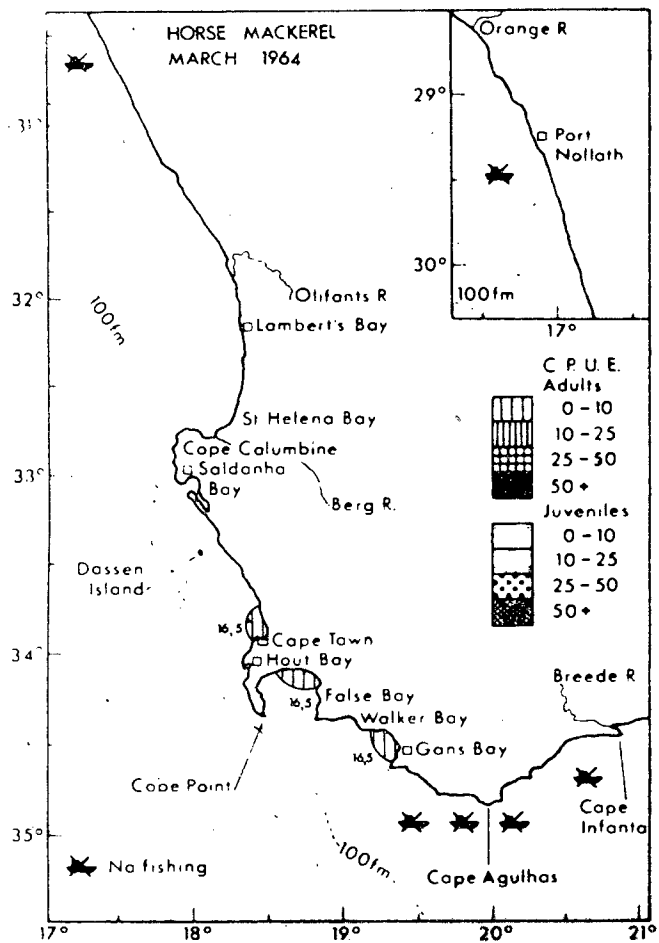 HORSE MACKEREL
MARCH 1964
Orange R
29°
Port
Nollath
30°
100fm
17°
31°
32°
100fm
Olifants R
Lambert's Bay
St Helena Bay
Cape Columbine
Saldanha
Bay
33°
Berg R.
Dassen
Island
C P. U. E.
Adults
0-10
10-25
25-50
50+
Juveniles
0-10
10-25
25-50
50+
16,5
Cape Town
Hout Bay
34°
False Bay
16,5
Breede R
Walker Bay
16,5
Gans Bay
Cape Point
Cape
Infanta
35°
100fm
No fishing
Cape Agulhas
17°
18°
19°
20°
21°